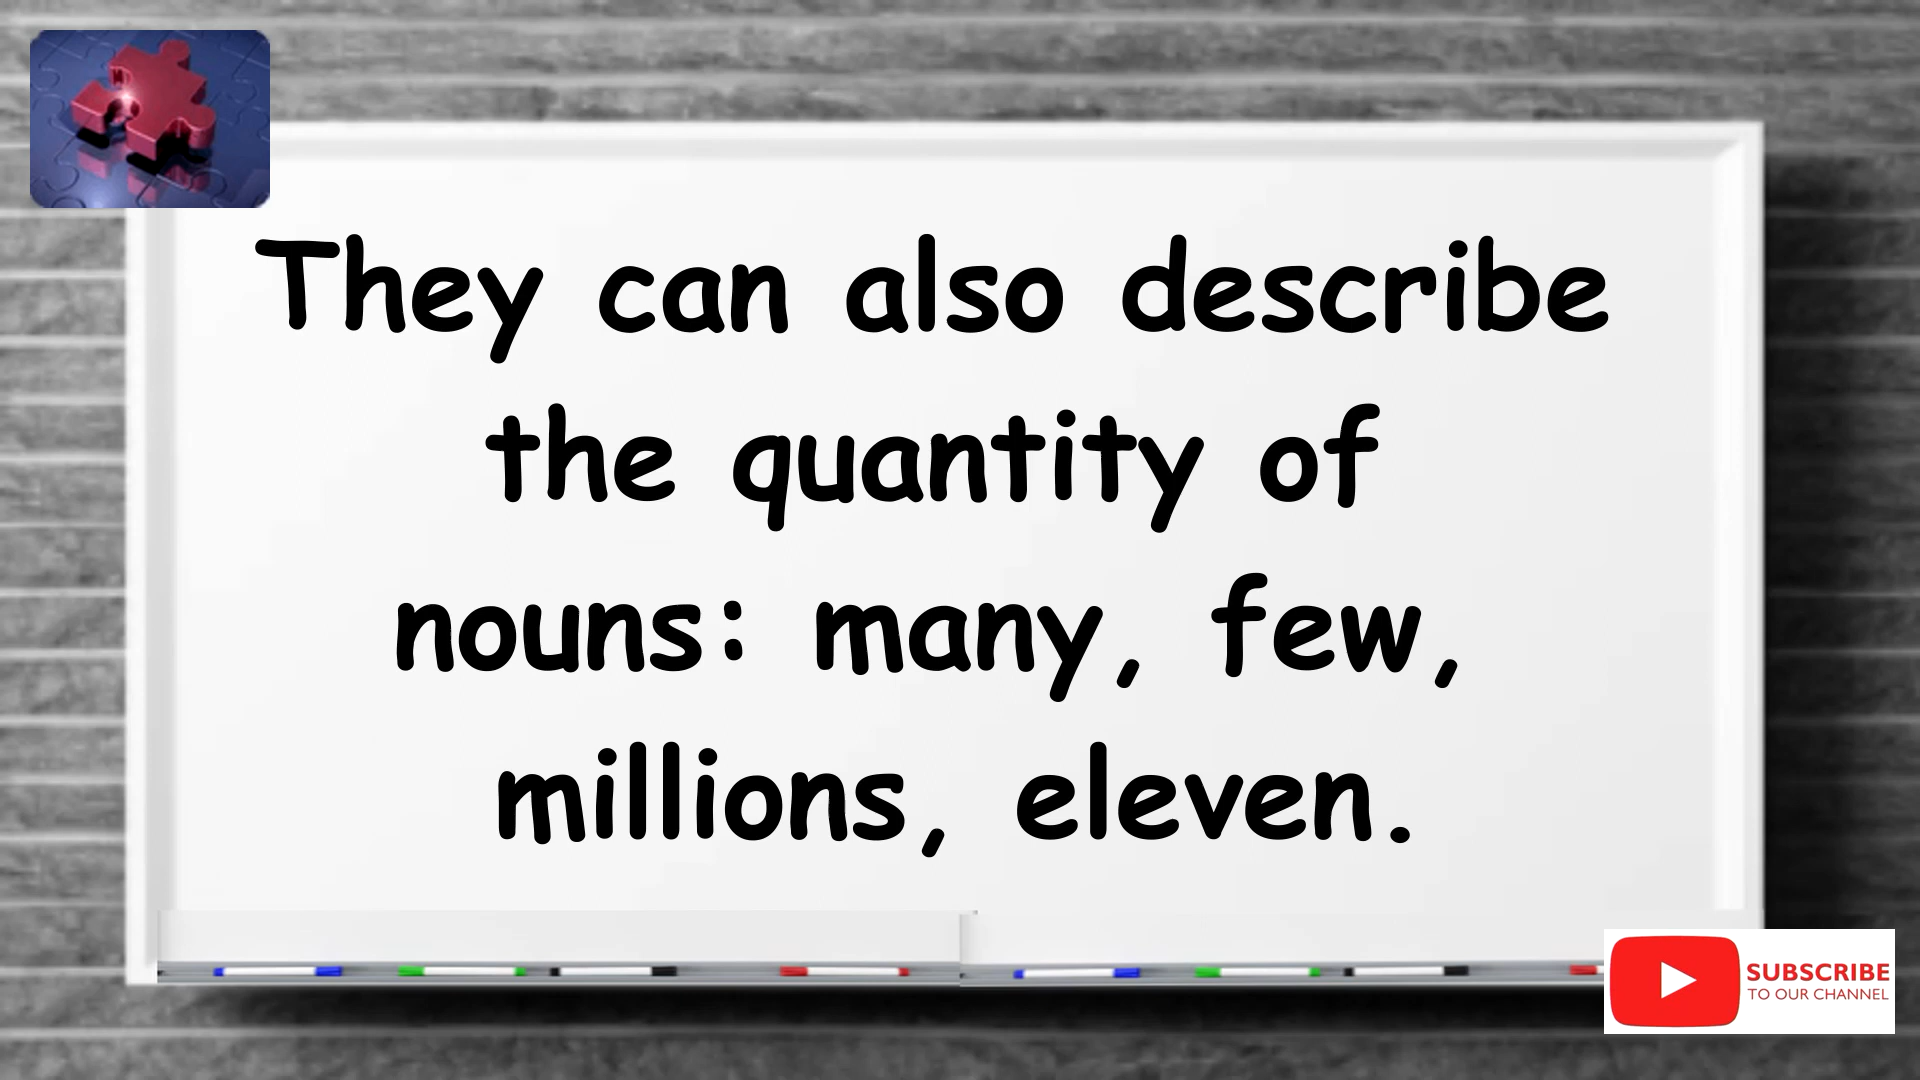 They can also describe
the quantity of
nouns: many, few,
millions, eleven.
SUBSCRIBE
TO OUR CHANNEL